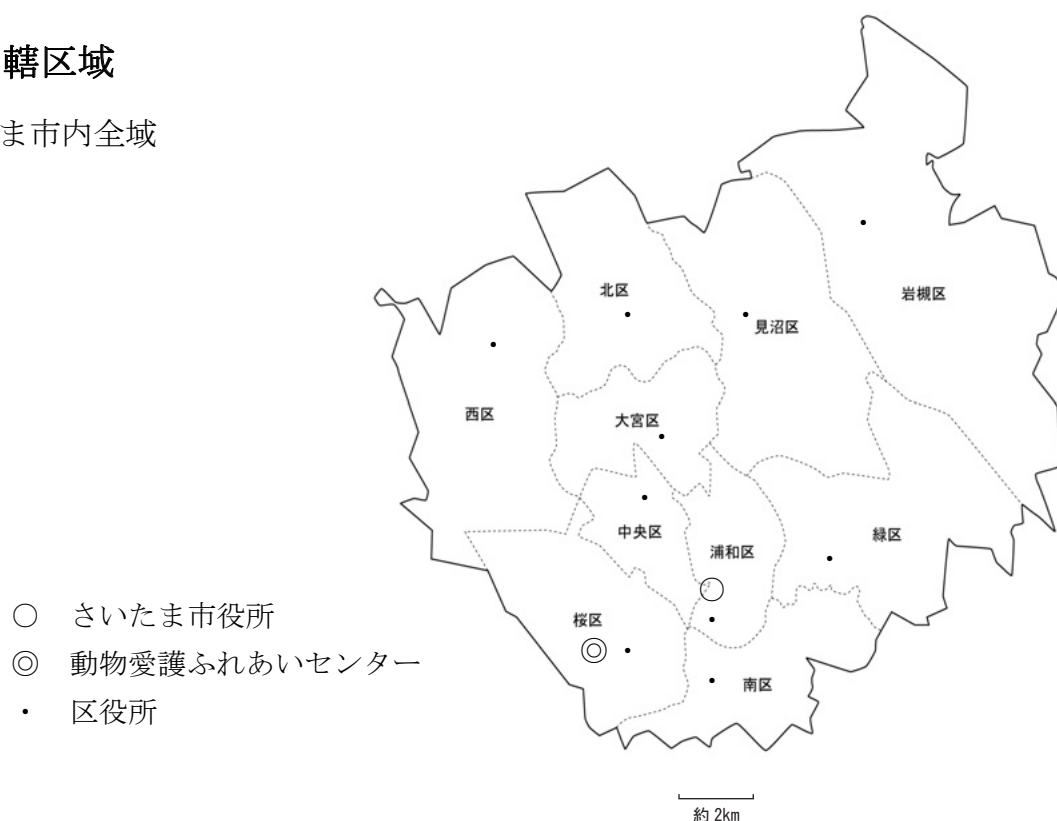 轄区域
ま市内全域
北区
岩槻区
見沼区
西区
大宮区
中央区
緑区
浦和区
桜区
南区
○ さいたま市役所
◎ 動物愛護ふれあいセンター
・ 区役所
約 2km